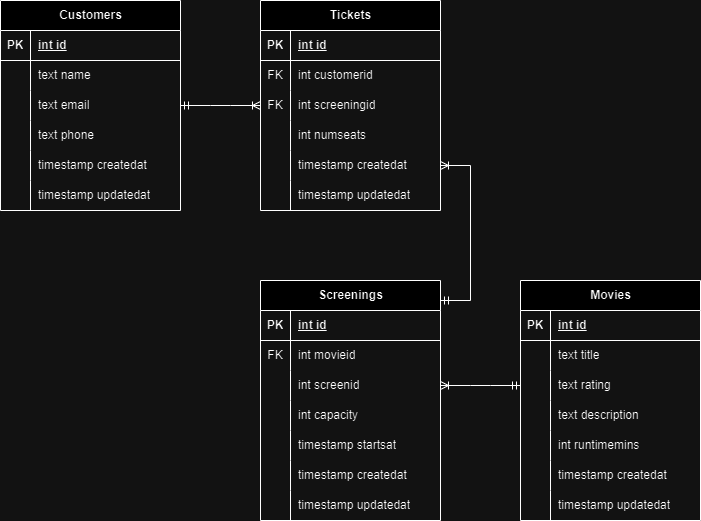 Customers
PK int id
text name
text email
text phone
timestamp createdat
timestamp updatedat
Tickets
PK int id
FK int customerid
FK int screeningid
int numseats
timestamp createdat
timestamp updatedat
Screenings
PK int id
FK int movieid
int screenid
int capacity
timestamp startsat
timestamp createdat
timestamp updatedat
Movies
PK int id
text title
text rating
text description
int runtimemins
timestamp createdat
timestamp updatedat